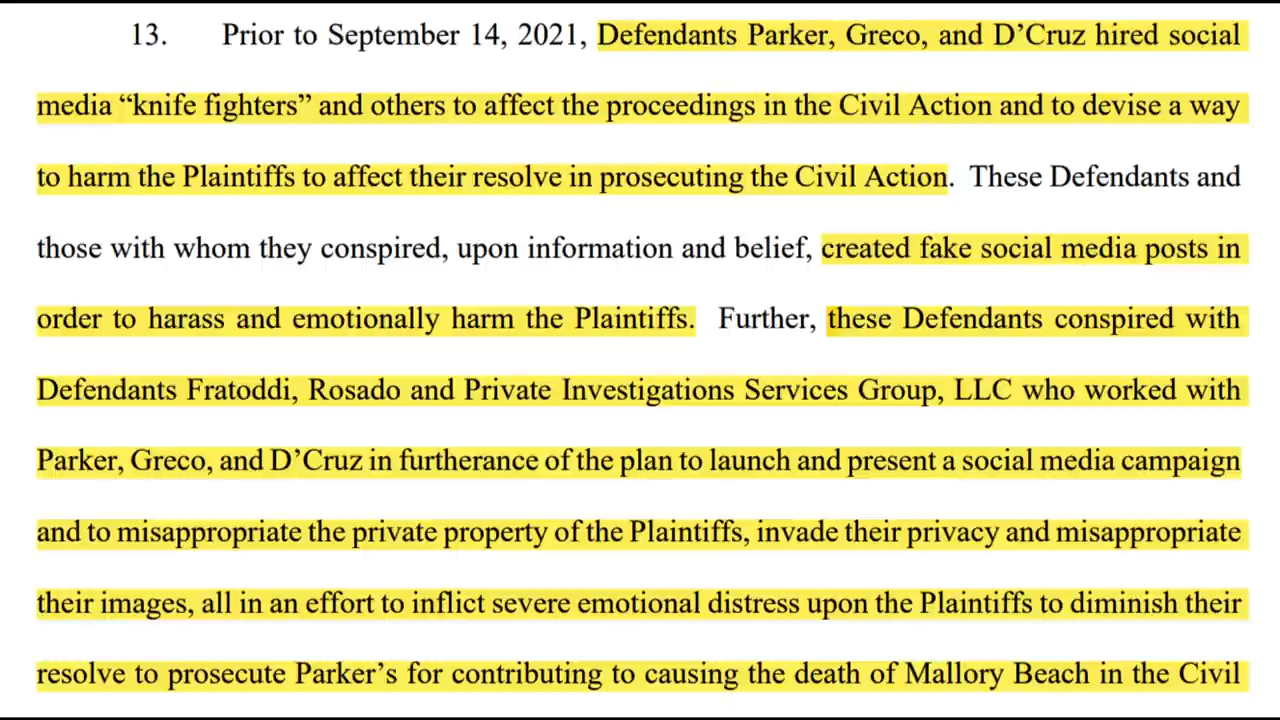 13. Prior to September 14, 2021, Defendants Parker, Greco, and D’Cruz hired social
media “knife fighters” and others to affect the proceedings in the Civil Action and to devise a way
to harm the Plaintiffs to affect their resolve in prosecuting the Civil Action. These Defendants and
those with whom they conspired, upon information and belief, created fake social media posts in
order to harass and emotionally harm the Plaintiffs. Further, these Defendants conspired with
Defendants Fratoddi, Rosado and Private Investigations Services Group, LLC who worked with
Parker, Greco, and D’Cruz in furtherance of the plan to launch and present a social media campaign
and to misappropriate the private property of the Plaintiffs, invade their privacy and misappropriate
their images, all in an effort to inflict severe emotional distress upon the Plaintiffs to diminish their
resolve to prosecute Parker’s for contributing to causing the death of Mallory Beach in the Civil